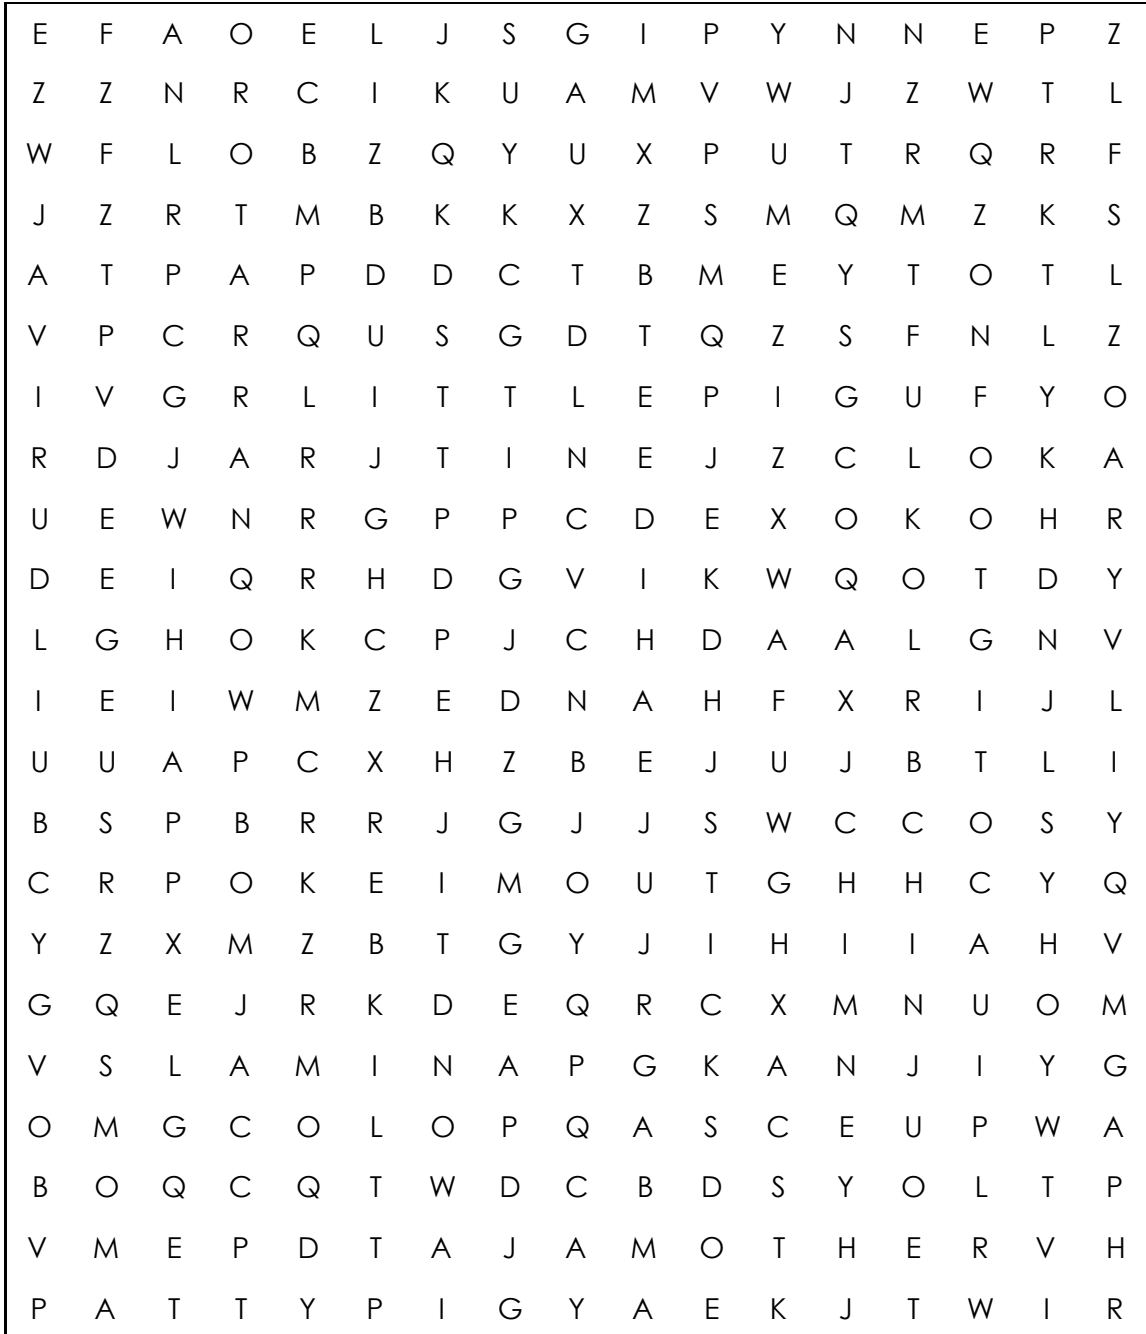 E F A O E L J S G I P Y N N E P Z
Z Z N R C I K U A M V W J Z W T L
W F L O B Z Q Y U X P U T R Q R F
J Z R T M B K K X Z S M Q M Z K S
A T P A P D D C T B M E Y T O T L
V P C R Q U S G D T Q Z S F N L Z
I V G R L I T T L E P I G U F Y O
R D J A R J T I N E J Z C L O K A
U E W N R G P P C D E X O K O H R
D E I Q R H D G V I K W Q O T D Y
L G H O K C P J C H D A A L G N V
I E I W M Z E D N A H F X R I J L
U U A P C X H Z B E J U J B T L I
B S P B R R J G J J S W C C O S Y
C R P O K E I M O U T G H H C Y Q
Y Z X M Z B T G Y J I H I I A H V
G Q E J R K D E Q R C X M N U O M
V S L A M I N A P G K A N J I Y G
O M G C O L O P Q A S C E U P W A
B O Q C Q T W D C B D S Y O L T P
V M E P D T A J A M O T H E R V H
P A T T Y P I G Y A E K J T W I R